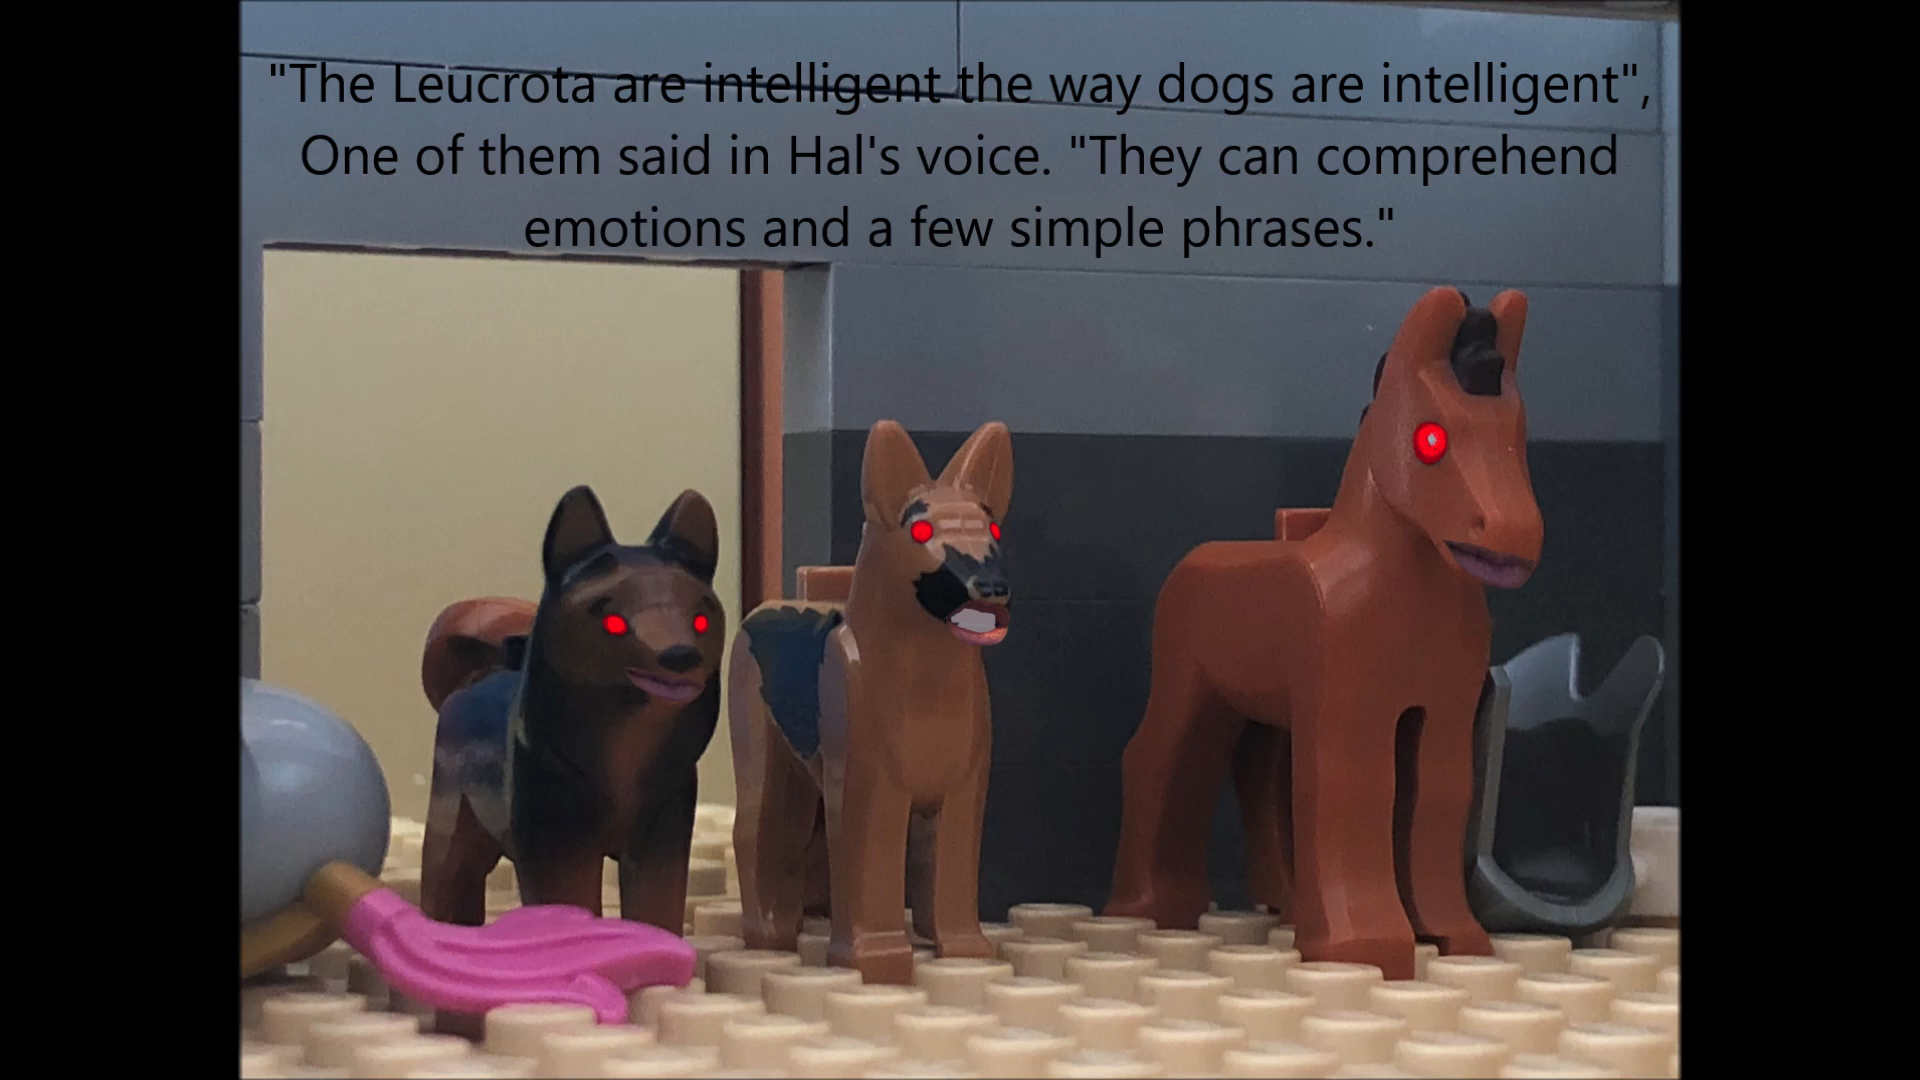 "The Leucrota are intelligent the way dogs are intelligent",
One of them said in Hal's voice. "They can comprehend
emotions and a few simple phrases."